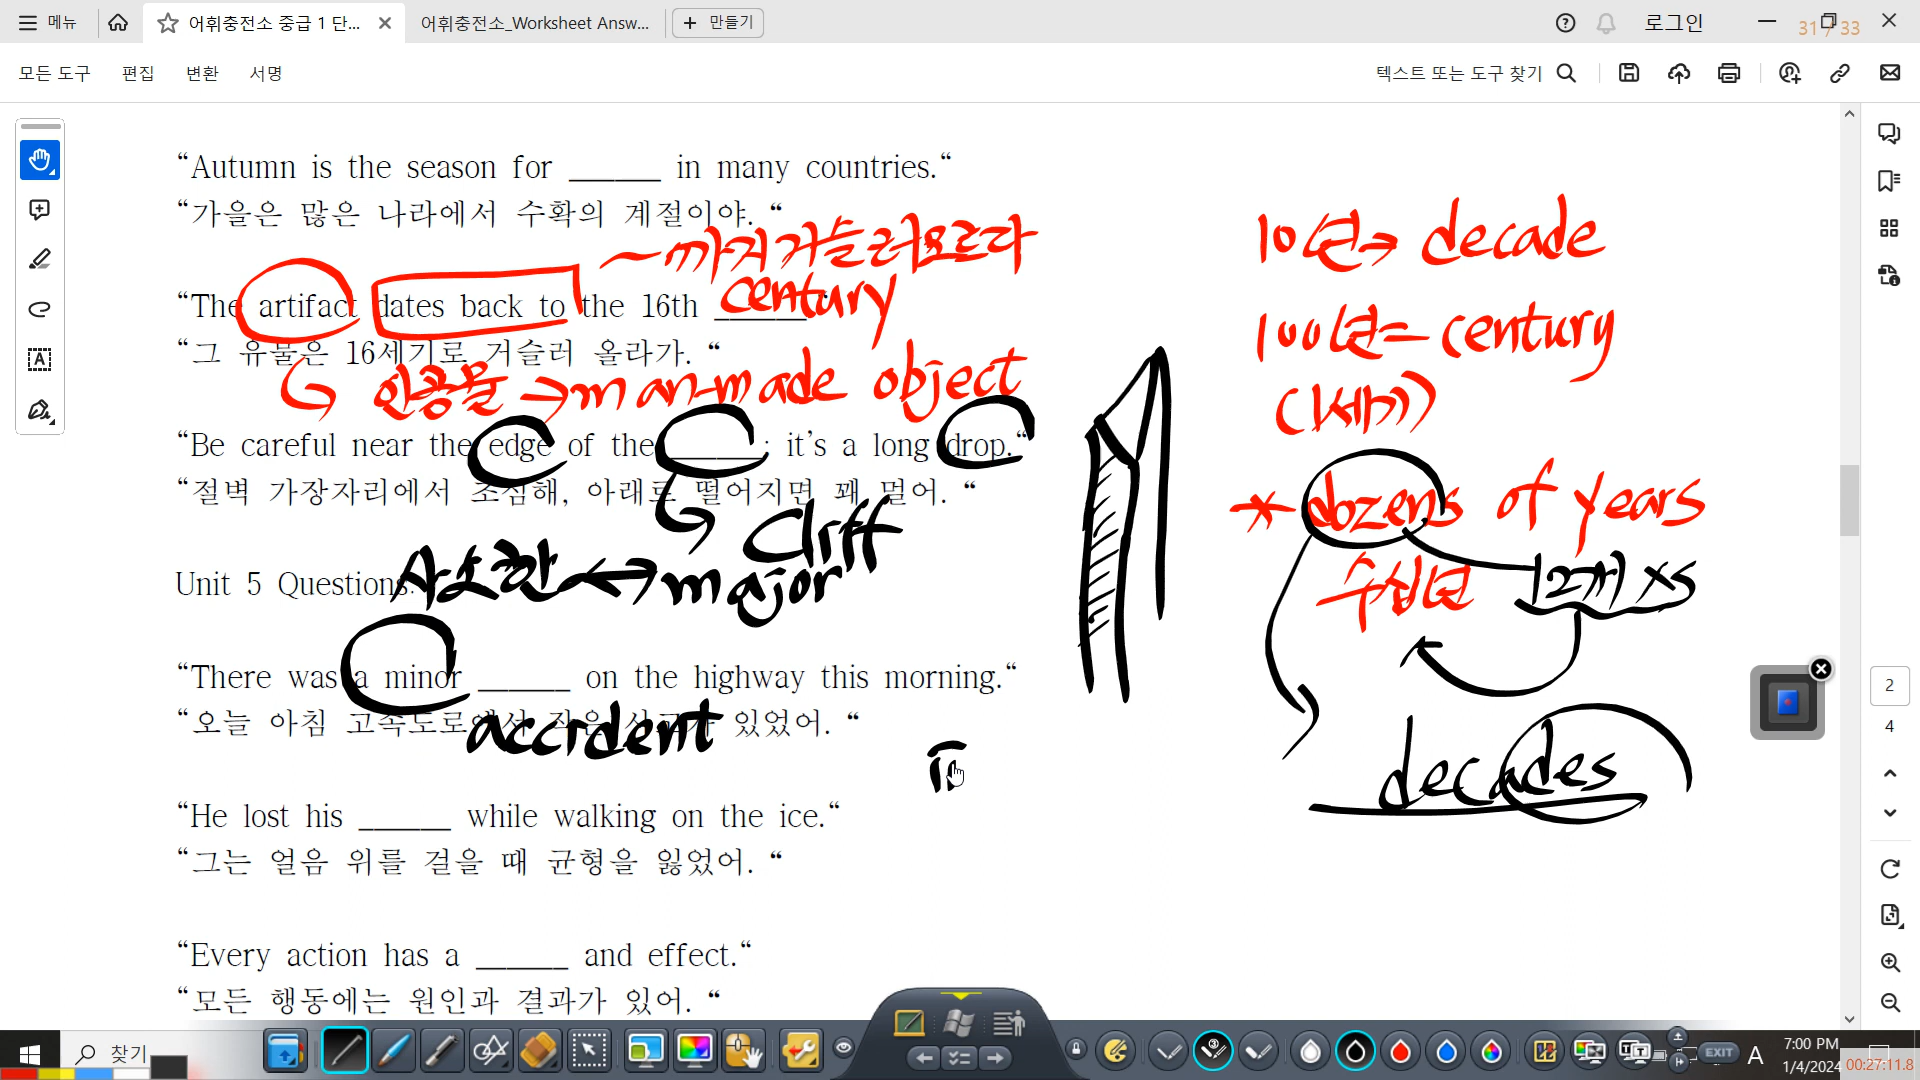 메뉴
어휘충전소 중급 1 단...
어휘충전소_Worksheet Answ...
만들기
로그인
31 / 33
모든 도구 편집 변환 서명
텍스트 또는 도구 찾기
“Autumn is the season for ______ in many countries.“
“가을은 많은 나라에서 수확의 계절이야. “
~까지 거슬러오르다
“The artifact dates back to the 16th ______
century
“그 유물은 16세기로 거슬러 올라가. “
인공물 → man-made object
“Be careful near the edge of the ______; it's a long drop.“
“절벽 가장자리에서 조심해, 아래로 떨어지면 꽤 멀어. “
cliff
Unit 5 Questions:
사소한 ↔ major
“There was a minor ______ on the highway this morning.“
“오늘 아침 고속도로에서 작은 사고가 있었어. “
accident
“He lost his ______ while walking on the ice.“
“그는 얼음 위를 걸을 때 균형을 잃었어. “
“Every action has a ______ and effect.“
“모든 행동에는 원인과 결과가 있어. “
10년 → decade
100년 = century
(1세기)
* dozens of years
수십년 12개 xs
decades
2
4
찾기
EXIT
A
7:00 PM
1/4/2024
00:27:11.8